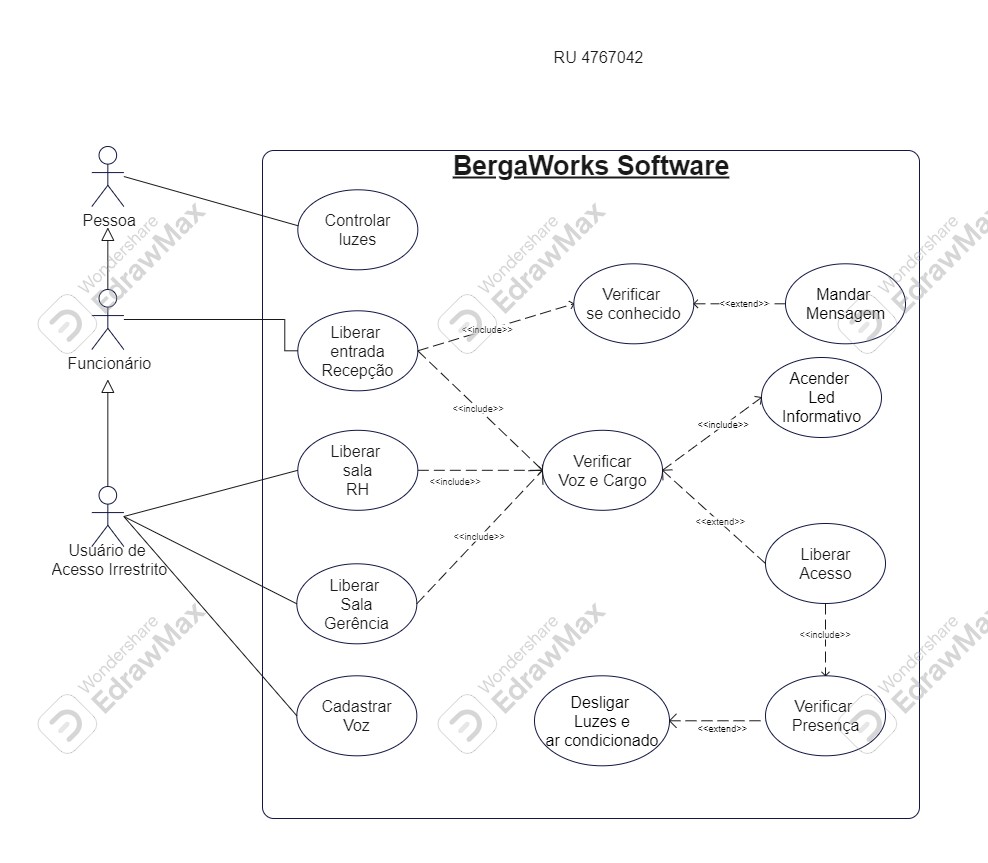 RU 4767042
BergaWorks Software
Pessoa
Funcionário
Usuário de
Acesso Irrestrito
Controlar
luzes
Liberar
entrada
Recepção
Liberar
sala
RH
Liberar
Sala
Gerência
Cadastrar
Voz
Verificar
se conhecido
Mandar
Mensagem
Acender
Led
Informativo
Verificar
Voz e Cargo
Liberar
Acesso
Verificar
Presença
Desligar
Luzes e
ar condicionado
<<include>>
<<extend>>
<<include>>
<<include>>
<<include>>
<<include>>
<<extend>>
<<include>>
<<extend>>
Wondershare
EdrawMax
Wondershare
EdrawMax
Wondershare
EdrawMax
Wondershare
EdrawMax
Wondershare
EdrawMax
Wondershare
EdrawMax